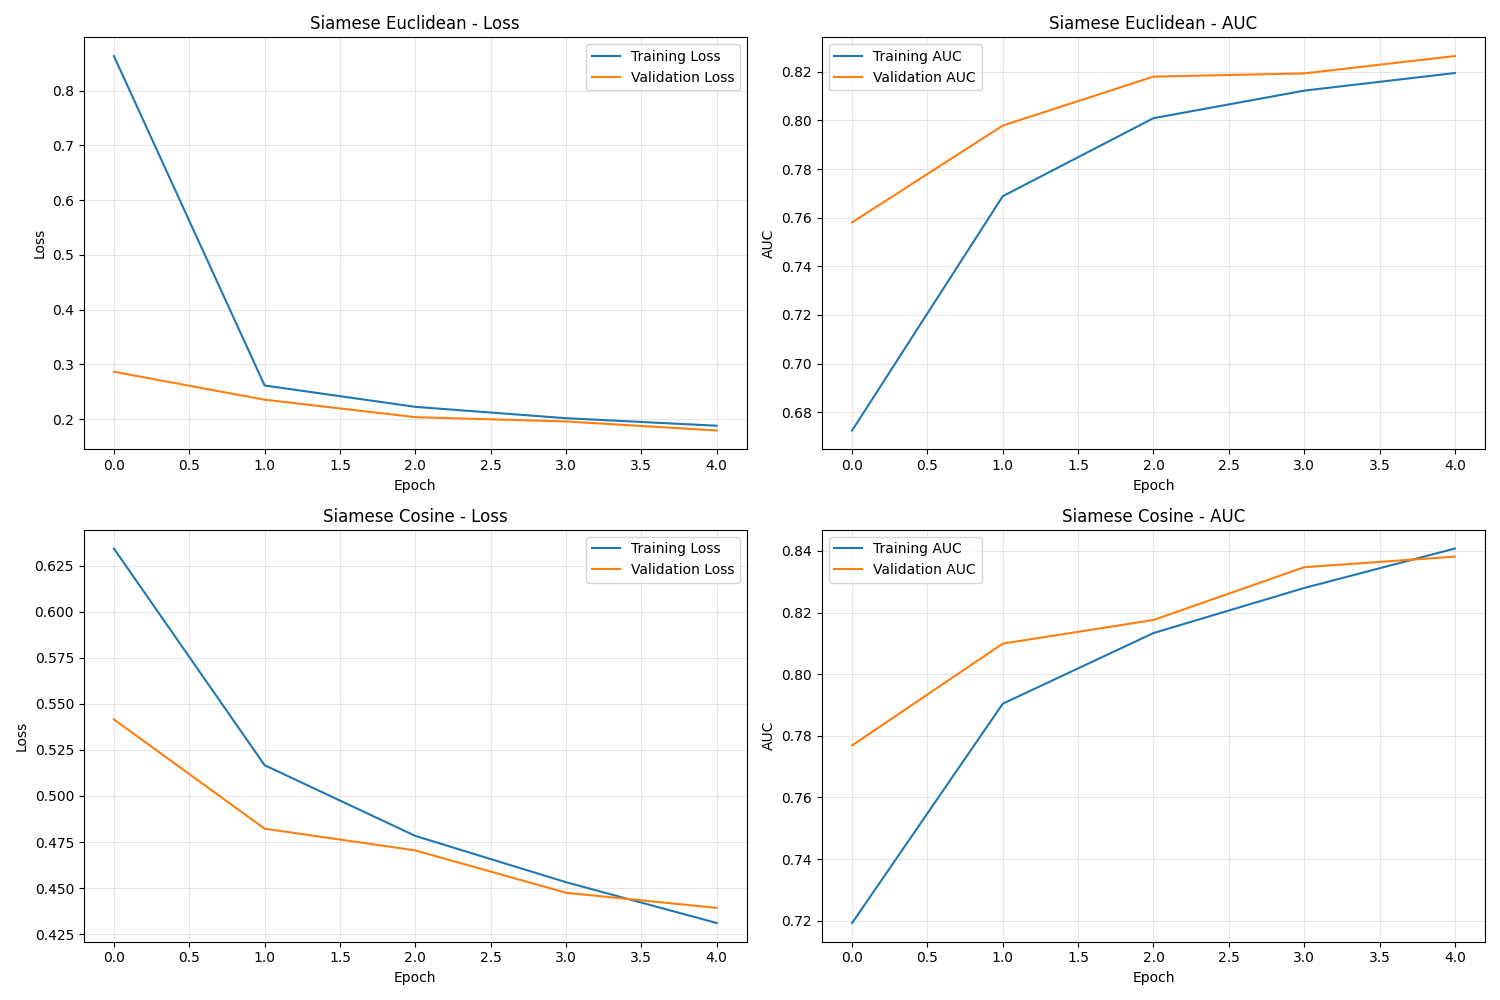 Siamese Euclidean - Loss
Training Loss
Validation Loss
0.8
0.7
0.6
0.5
0.4
0.3
0.2
Loss
0.0 0.5 1.0 1.5 2.0 2.5 3.0 3.5 4.0
Epoch
Siamese Euclidean - AUC
Training AUC
Validation AUC
0.82
0.80
0.78
0.76
0.74
0.72
0.70
0.68
AUC
0.0 0.5 1.0 1.5 2.0 2.5 3.0 3.5 4.0
Epoch
Siamese Cosine - Loss
Training Loss
Validation Loss
0.625
0.600
0.575
0.550
0.525
0.500
0.475
0.450
0.425
Loss
0.0 0.5 1.0 1.5 2.0 2.5 3.0 3.5 4.0
Epoch
Siamese Cosine - AUC
Training AUC
Validation AUC
0.84
0.82
0.80
0.78
0.76
0.74
0.72
AUC
0.0 0.5 1.0 1.5 2.0 2.5 3.0 3.5 4.0
Epoch